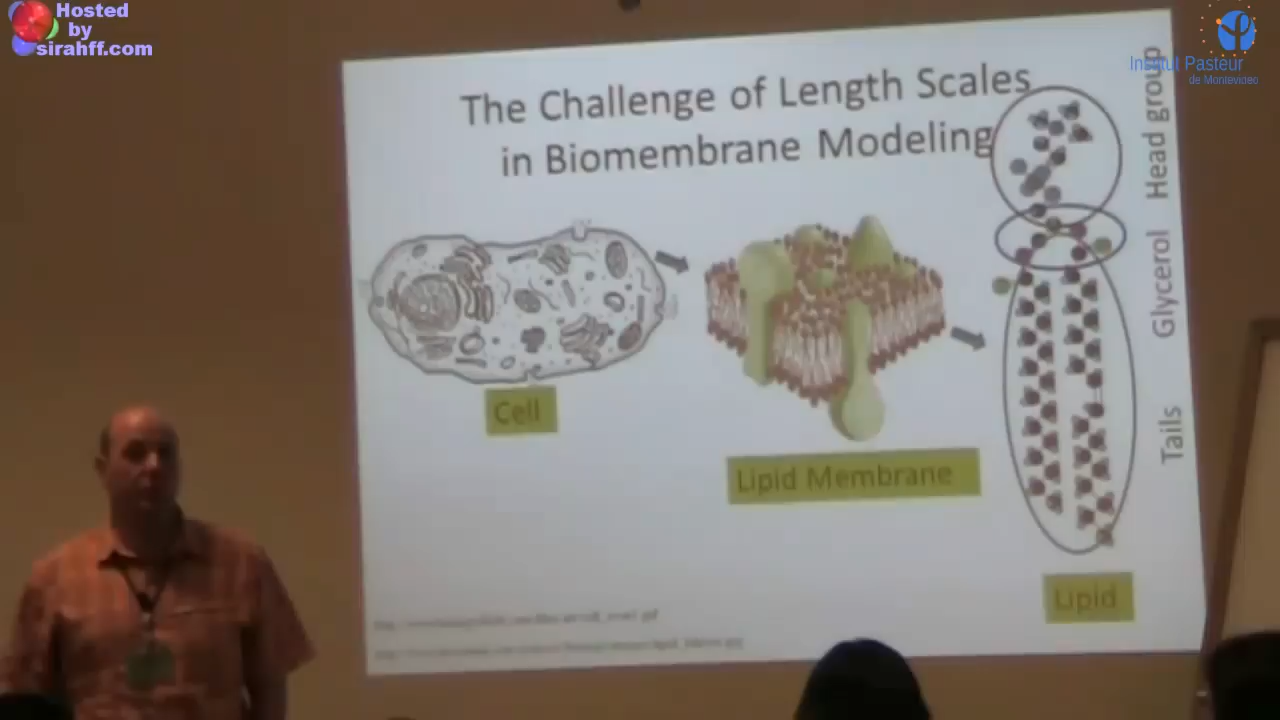 Hosted
by
sirahff.com
Institut Pasteur
de Montevideo
The Challenge of Length Scales
in Biomembrane Modeling
Head group
Glycerol
Tails
Cell
Lipid Membrane
Lipid